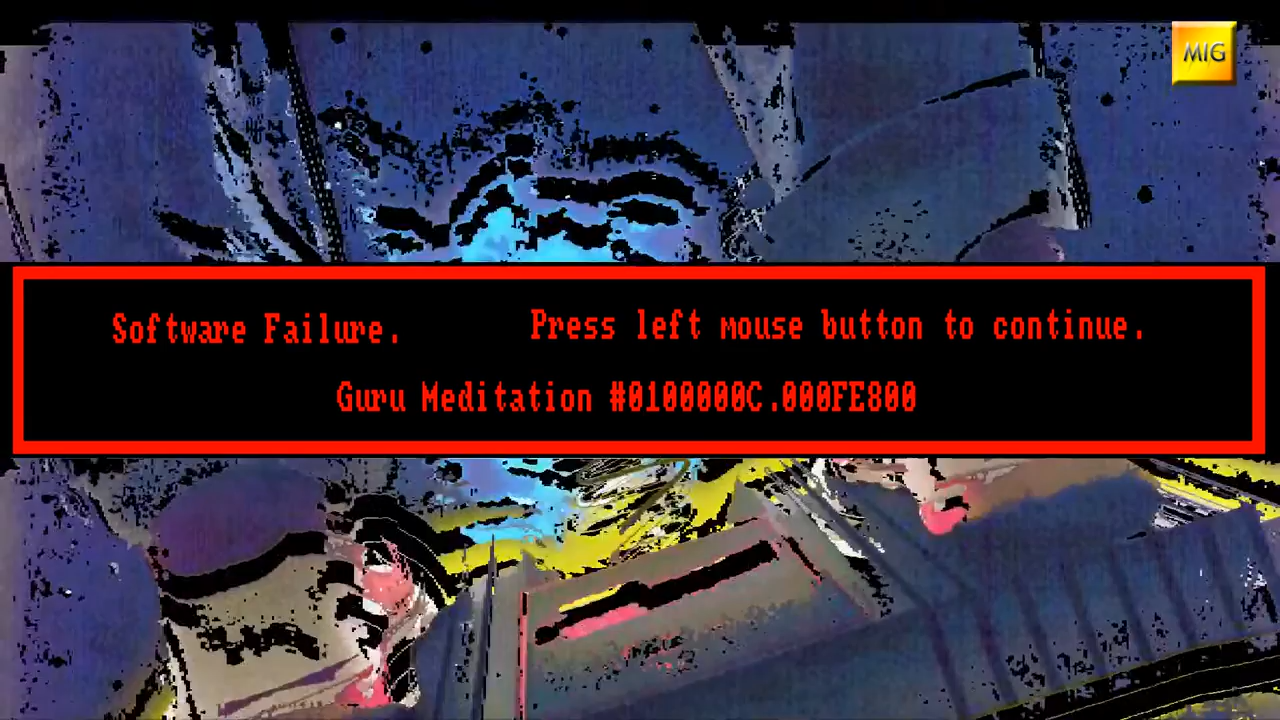 MIG
Software Failure. Press left mouse button to continue.
Guru Meditation #0100000C.000FE800